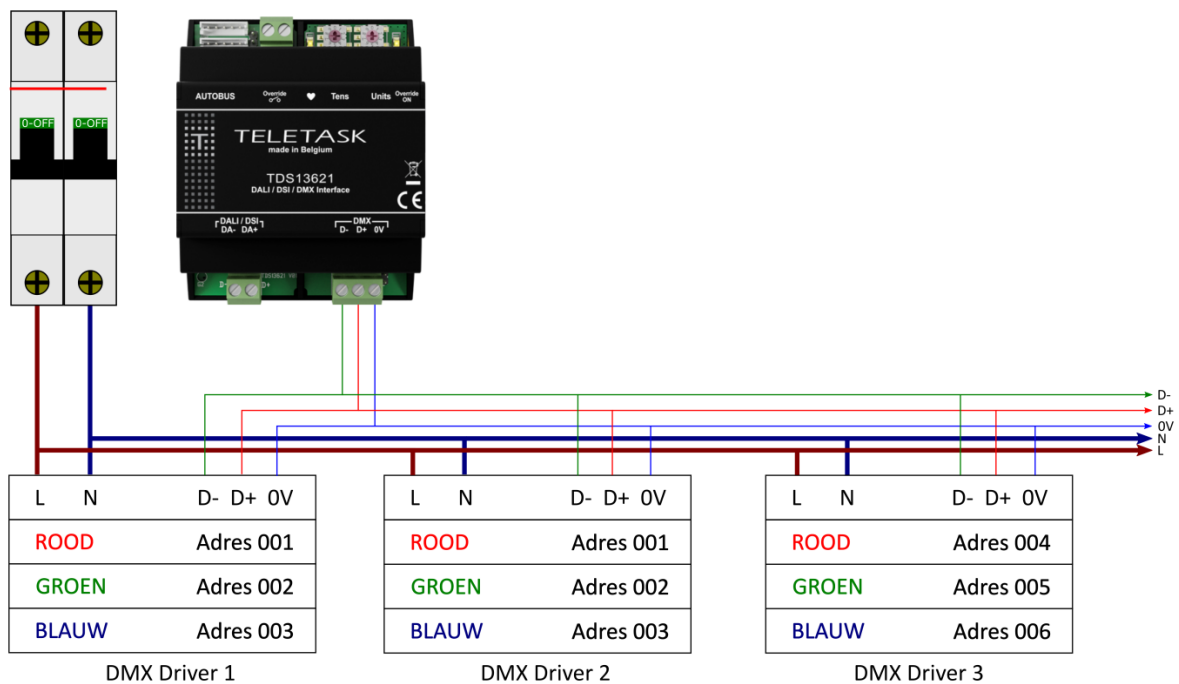 0-OFF 0-OFF
AUTOBUS Override ♥ Tens Units Override
ON
T TELETASK
made in Belgium
TDS13621
DALI / DSI / DMX Interface
CE
DALI / DSI DMX
DA- DA+ D- D+ 0V
D- D+
D-
D+
0V
N
L
L N D- D+ 0V L N D- D+ 0V L N D- D+ 0V
ROOD Adres 001 ROOD Adres 001 ROOD Adres 004
GROEN Adres 002 GROEN Adres 002 GROEN Adres 005
BLAUW Adres 003 BLAUW Adres 003 BLAUW Adres 006
DMX Driver 1 DMX Driver 2 DMX Driver 3